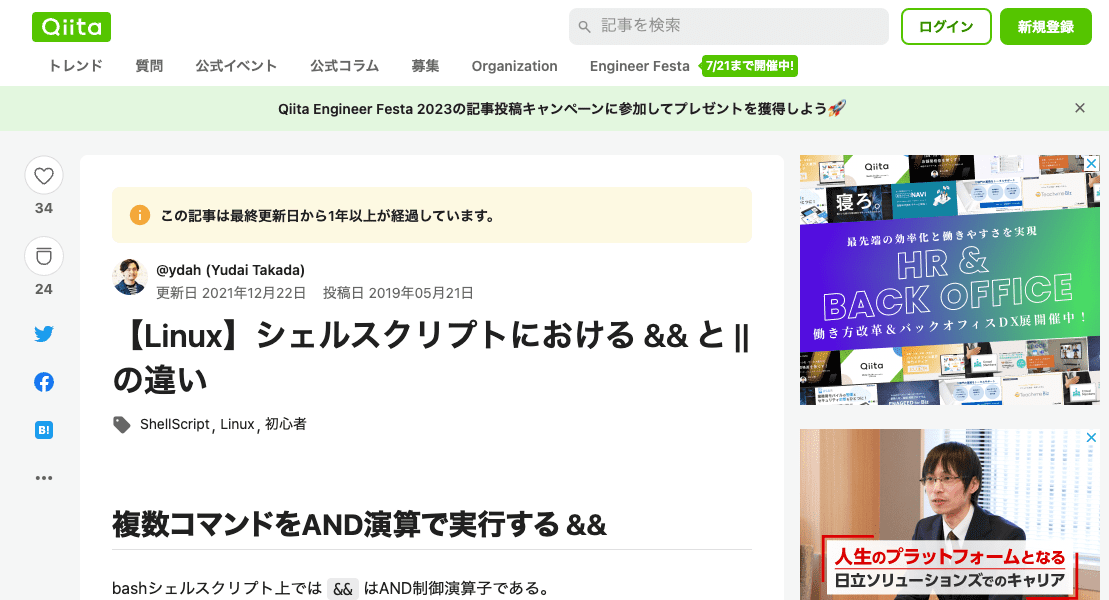 Qiita
記事を検索
ログイン
新規登録
トレンド 質問 公式イベント 公式コラム 募集 Organization Engineer Festa 7/21まで開催中!
Qiita Engineer Festa 2023の記事投稿キャンペーンに参加してプレゼントを獲得しよう🚀
34
24
B!
この記事は最終更新日から1年以上が経過しています。
@ydah (Yudai Takada)
更新日 2021年12月22日 投稿日 2019年05月21日
【Linux】シェルスクリプトにおける && と ||
の違い
ShellScript, Linux, 初心者
複数コマンドをAND演算で実行する &&
bashシェルスクリプト上では && はAND制御演算子である。
Qiita
寝ろ。
NAVI
最先端の効率化と働きやすさを実現
HR &
BACK OFFICE
働き方改革&バックオフィスDX展開催中!
Qiita
人生のプラットフォームとなる
日立ソリューションズでのキャリア